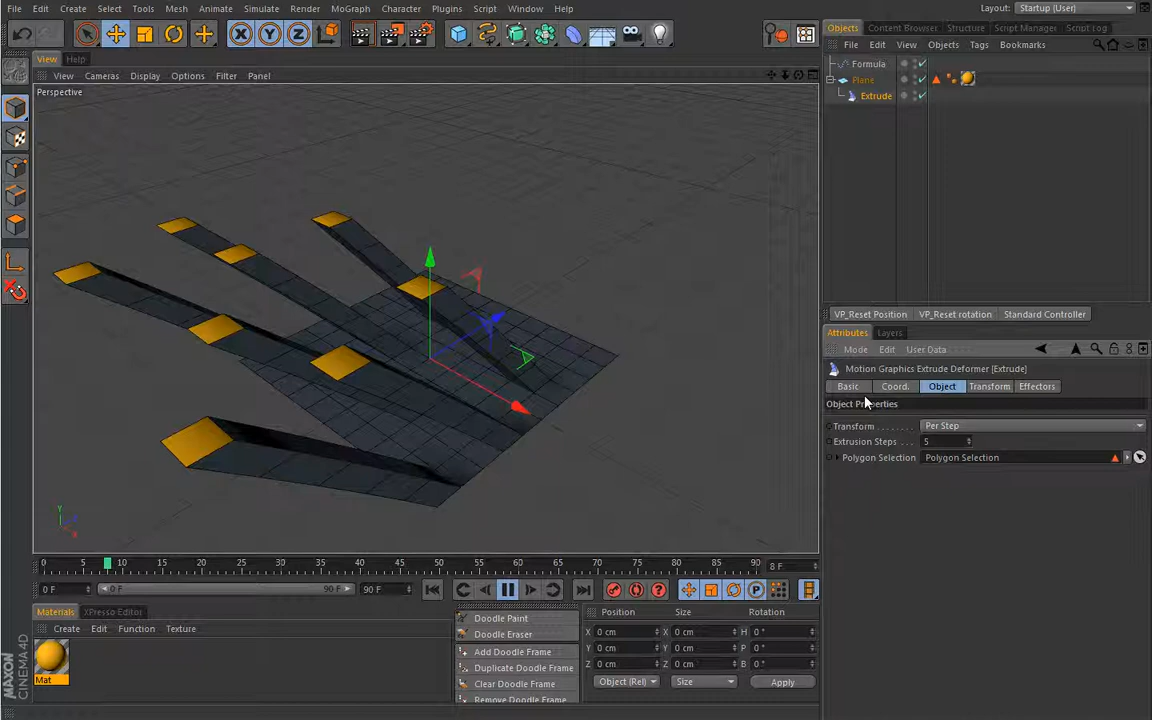 File Edit Create Select Tools Mesh Animate Simulate Render MoGraph Character Plugins Script Window Help Layout: Startup (User)
Objects Content Browser Structure Script Manager Script Log
File Edit View Objects Tags Bookmarks
View Help
View Cameras Display Options Filter Panel
Perspective
Formula
Plane
Extrude
VP_Reset Position VP_Reset rotation Standard Controller
Attributes Layers
Mode Edit User Data
Motion Graphics Extrude Deformer [Extrude]
Basic Coord. Object Transform Effectors
Object Properties
Transform . . . . . . . . Per Step
Extrusion Steps . . . 5
Polygon Selection Polygon Selection
Y
Z
X
0 5 10 15 20 25 30 35 40 45 50 55 60 65 70 75 80 85 90 8 F
0 F 0 F 90 F 90 F
Materials XPresso Editor
Create Edit Function Texture
Mat
MAXON
CINEMA 4D
Doodle Paint
Doodle Eraser
Add Doodle Frame
Duplicate Doodle Frame
Clear Doodle Frame
Remove Doodle Frame
Position Size Rotation
X 0 cm X 0 cm H 0 °
Y 0 cm Y 0 cm P 0 °
Z 0 cm Z 0 cm B 0 °
Object (Rel) Size Apply